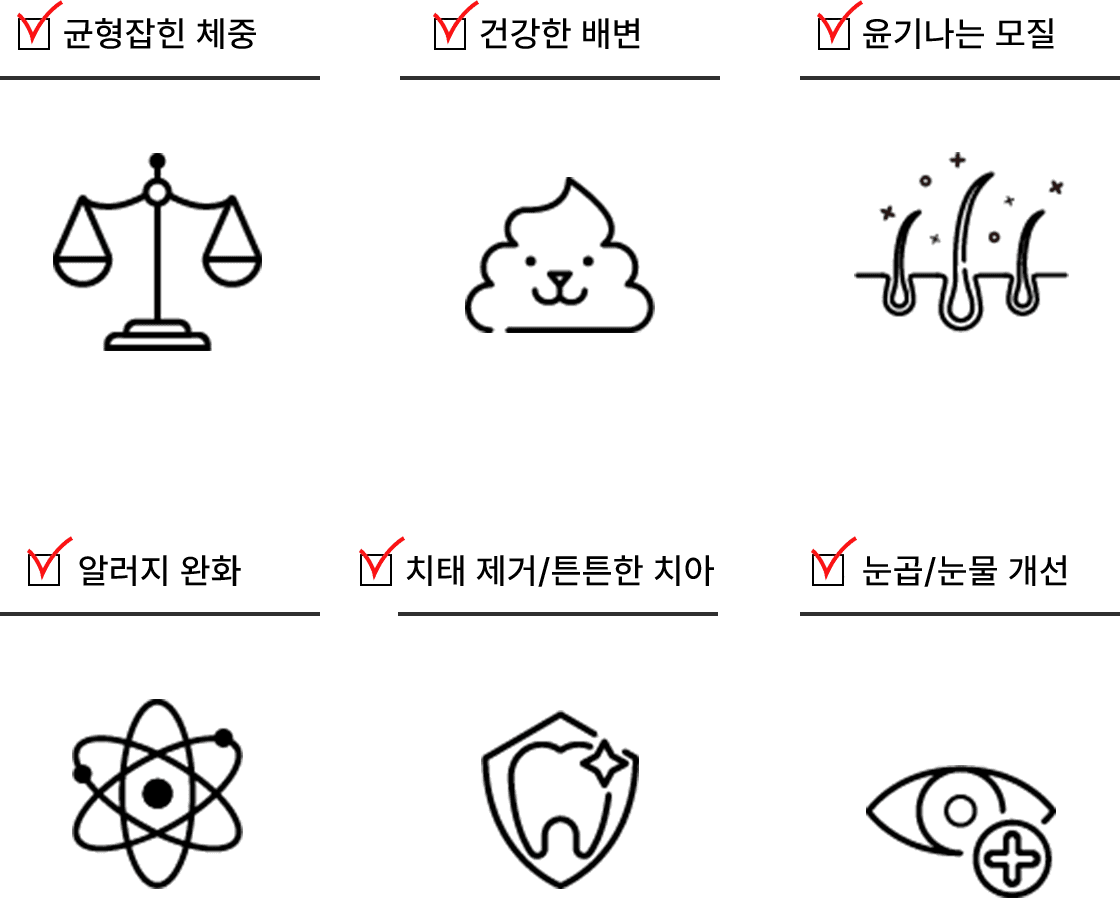 균형잡힌 체중
건강한 배변
윤기나는 모질
알러지 완화
치태 제거/튼튼한 치아
눈곱/눈물 개선